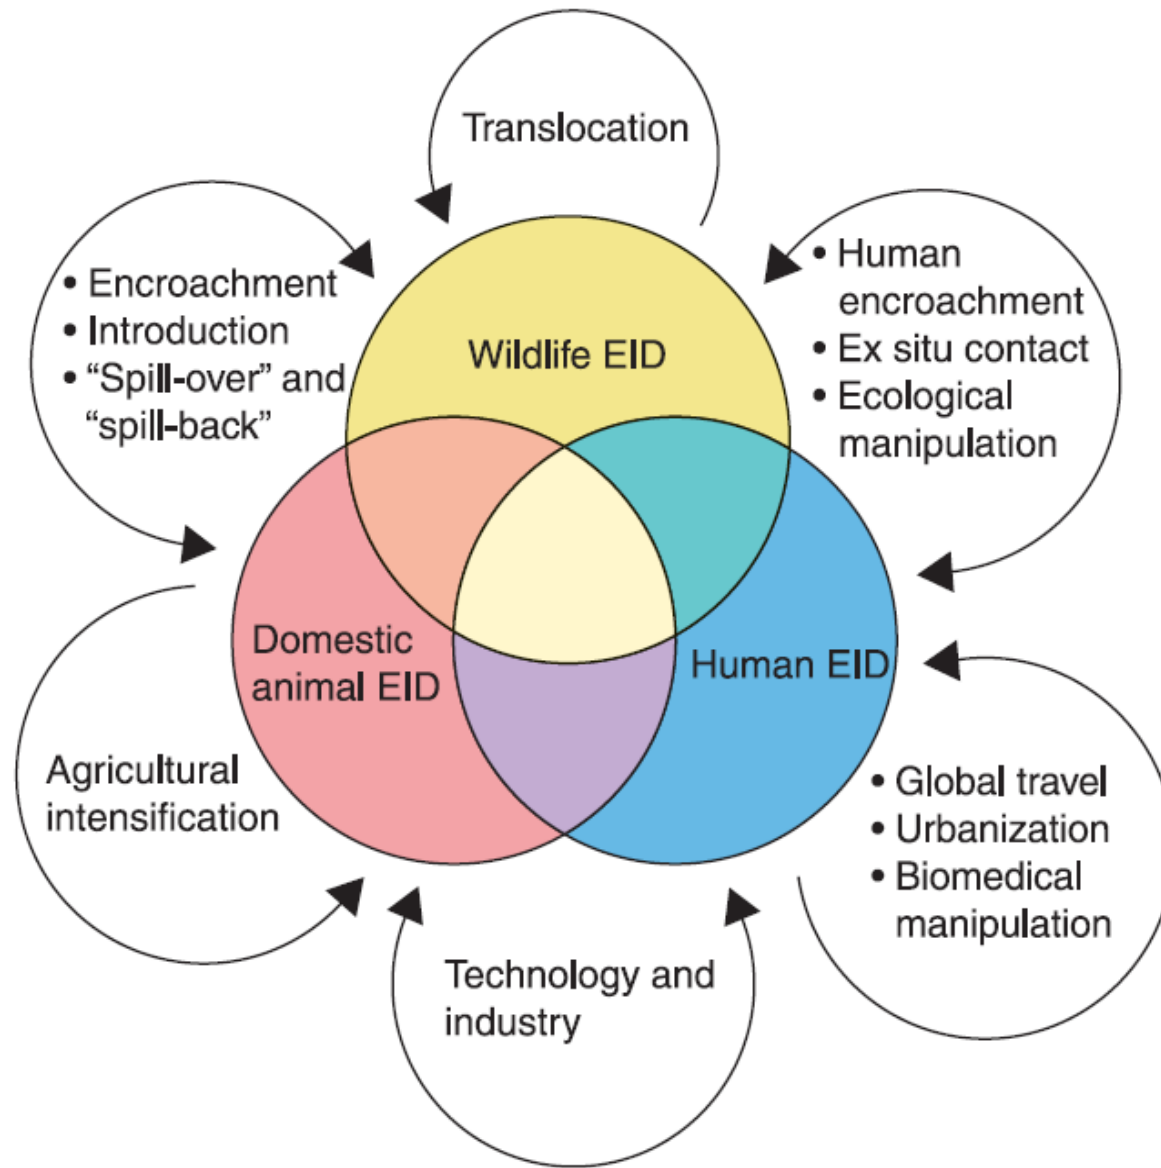 Translocation
• Encroachment
• Introduction
• “Spill-over” and
“spill-back”
• Human
encroachment
• Ex situ contact
• Ecological
manipulation
Wildlife EID
Domestic
animal EID
Human EID
Agricultural
intensification
• Global travel
• Urbanization
• Biomedical
manipulation
Technology and
industry